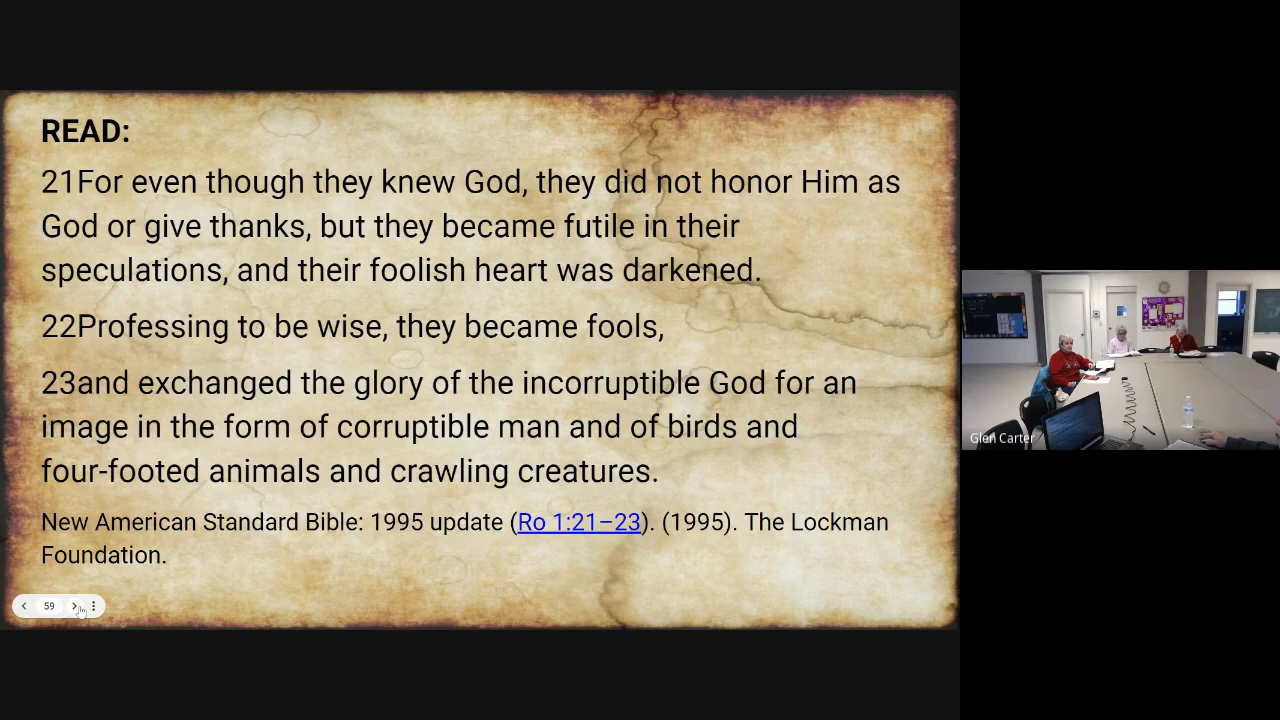 READ:
21For even though they knew God, they did not honor Him as
God or give thanks, but they became futile in their
speculations, and their foolish heart was darkened.
22Professing to be wise, they became fools,
23and exchanged the glory of the incorruptible God for an
image in the form of corruptible man and of birds and
four-footed animals and crawling creatures.
New American Standard Bible: 1995 update (Ro 1:21–23). (1995). The Lockman
Foundation.
59
Glen Carter